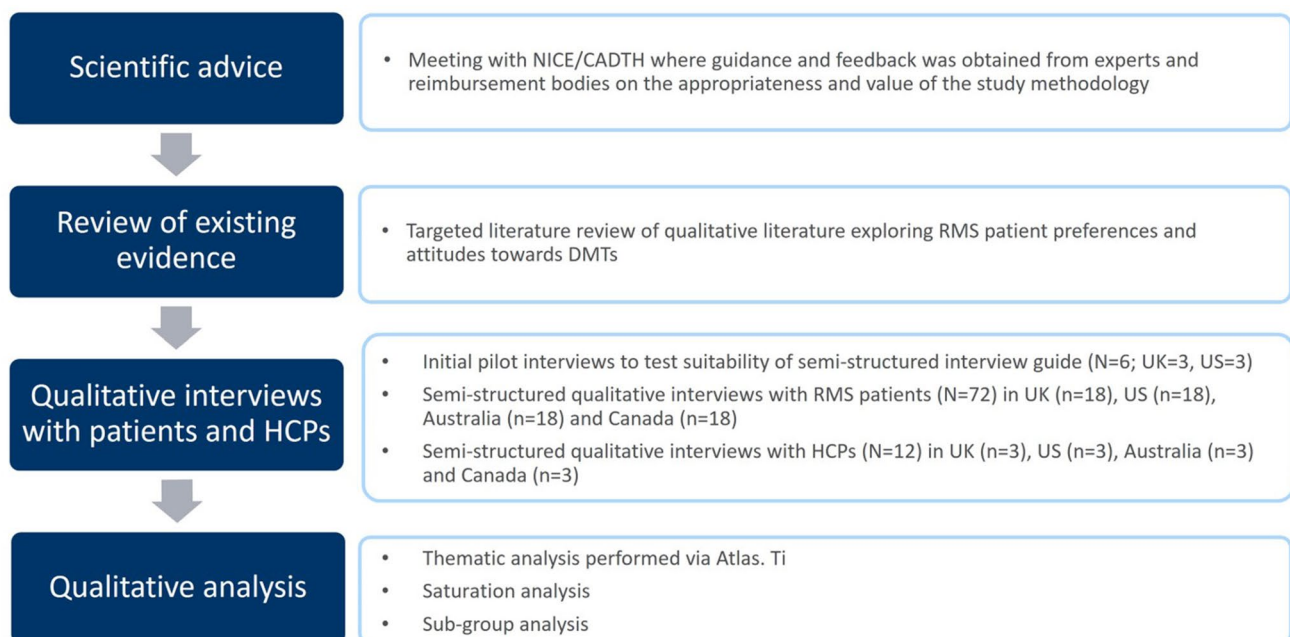 Scientific advice
• Meeting with NICE/CADTH where guidance and feedback was obtained from experts and
reimbursement bodies on the appropriateness and value of the study methodology
Review of existing
evidence
• Targeted literature review of qualitative literature exploring RMS patient preferences and
attitudes towards DMTs
Qualitative interviews
with patients and HCPs
• Initial pilot interviews to test suitability of semi-structured interview guide (N=6; UK=3, US=3)
• Semi-structured qualitative interviews with RMS patients (N=72) in UK (n=18), US (n=18),
Australia (n=18) and Canada (n=18)
• Semi-structured qualitative interviews with HCPs (N=12) in UK (n=3), US (n=3), Australia (n=3)
and Canada (n=3)
Qualitative analysis
• Thematic analysis performed via Atlas. Ti
• Saturation analysis
• Sub-group analysis